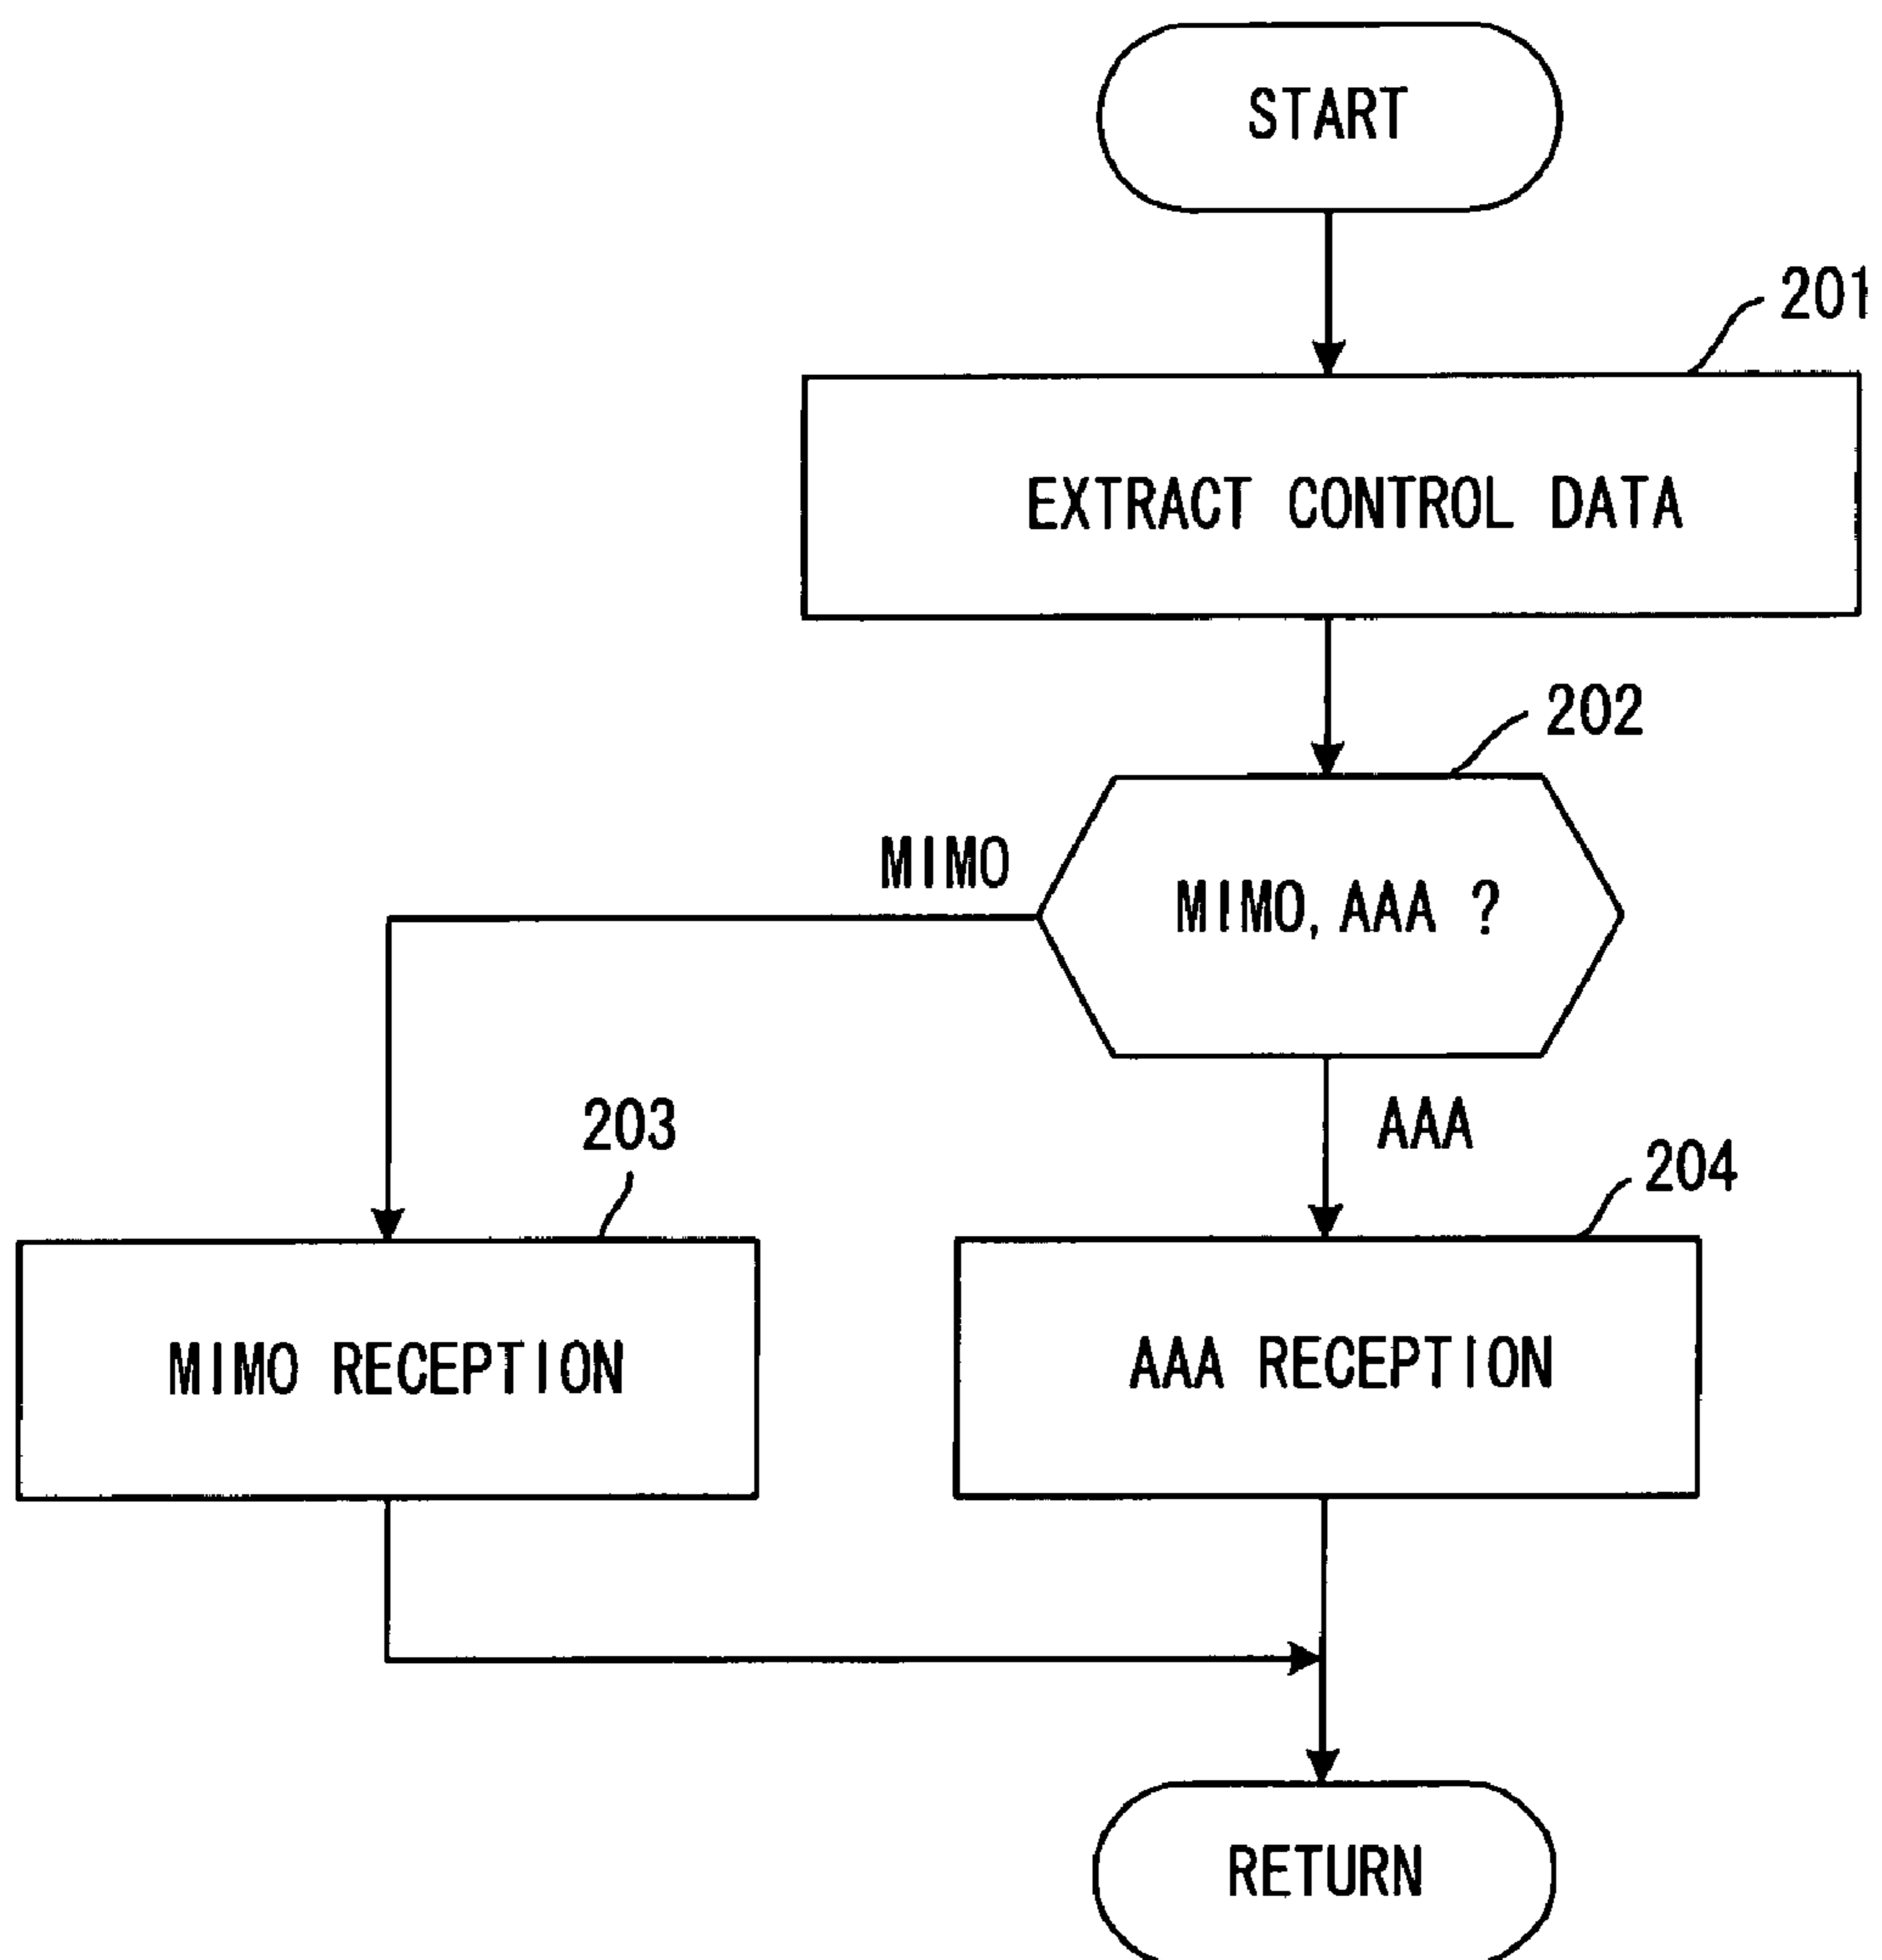 START
201
EXTRACT CONTROL DATA
202
MIMO
MIMO, AAA ?
203
AAA
204
MIMO RECEPTION
AAA RECEPTION
RETURN